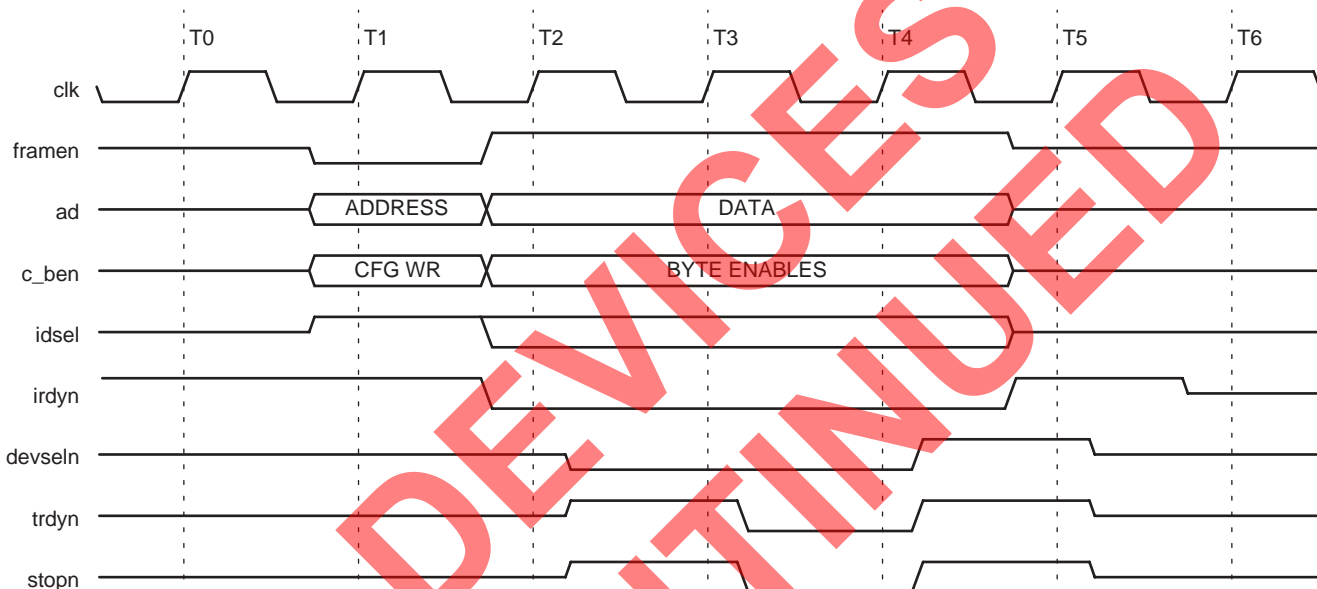 T0 T1 T2 T3 T4 T5 T6
clk
framen
ad ADDRESS DATA
c_ben CFG WR BYTE ENABLES
idsel
irdyn
devseln
trdyn
stopn
DEVICES
NTINUED